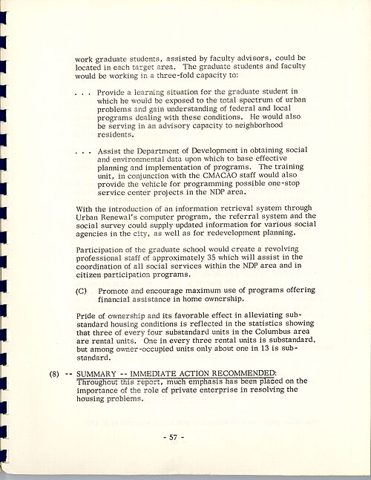 work graduate students, assisted by faculty advisors, could be
located in each target area. The graduate students and faculty
would be working in a three-fold capacity to:
. . . Provide a learning situation for the graduate student in
which he would be exposed to the total spectrum of urban
problems and gain understanding of federal and local
programs dealing with these conditions. He would also
be serving in an advisory capacity to neighborhood
residents.
. . . Assist the Department of Development in obtaining social
and environmental data upon which to base effective
planning and implementation of programs. The training
unit, in conjunction with the CMACAO staff would also
provide the vehicle for programming possible one-stop
service center projects in the NDP area.
With the introduction of an information retrieval system through
Urban Renewal's computer program, the referral system and the
social survey could supply updated information for various social
agencies in the city, as well as for redevelopment planning.
Participation of the graduate school would create a revolving
professional staff of approximately 35 which will assist in the
coordination of all social services within the NDP area and in
citizen participation programs.
(C) Promote and encourage maximum use of programs offering
financial assistance in home ownership.
Pride of ownership and its favorable effect in alleviating sub-
standard housing conditions is reflected in the statistics showing
that three of every four substandard units in the Columbus area
are rental units. One in every three rental units is substandard,
but among owner-occupied units only about one in 13 is sub-
standard.
(8) -- SUMMARY -- IMMEDIATE ACTION RECOMMENDED:
Throughout this report, much emphasis has been placed on the
importance of the role of private enterprise in resolving the
housing problems.
- 57 -